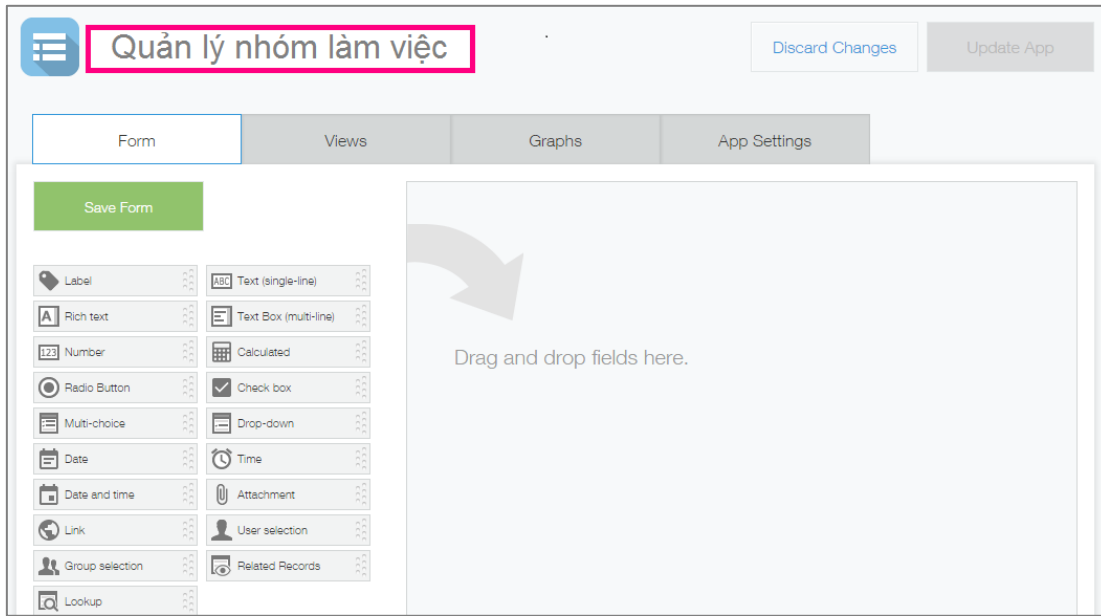 Quản lý nhóm làm việc
Discard Changes
Update App
Form
Views
Graphs
App Settings
Save Form
Label
ABC Text (single-line)
A Rich text
Text Box (multi-line)
123 Number
Calculated
Radio Button
Check box
Multi-choice
Drop-down
Date
Time
Date and time
Attachment
Link
User selection
Group selection
Related Records
Lookup
Drag and drop fields here.